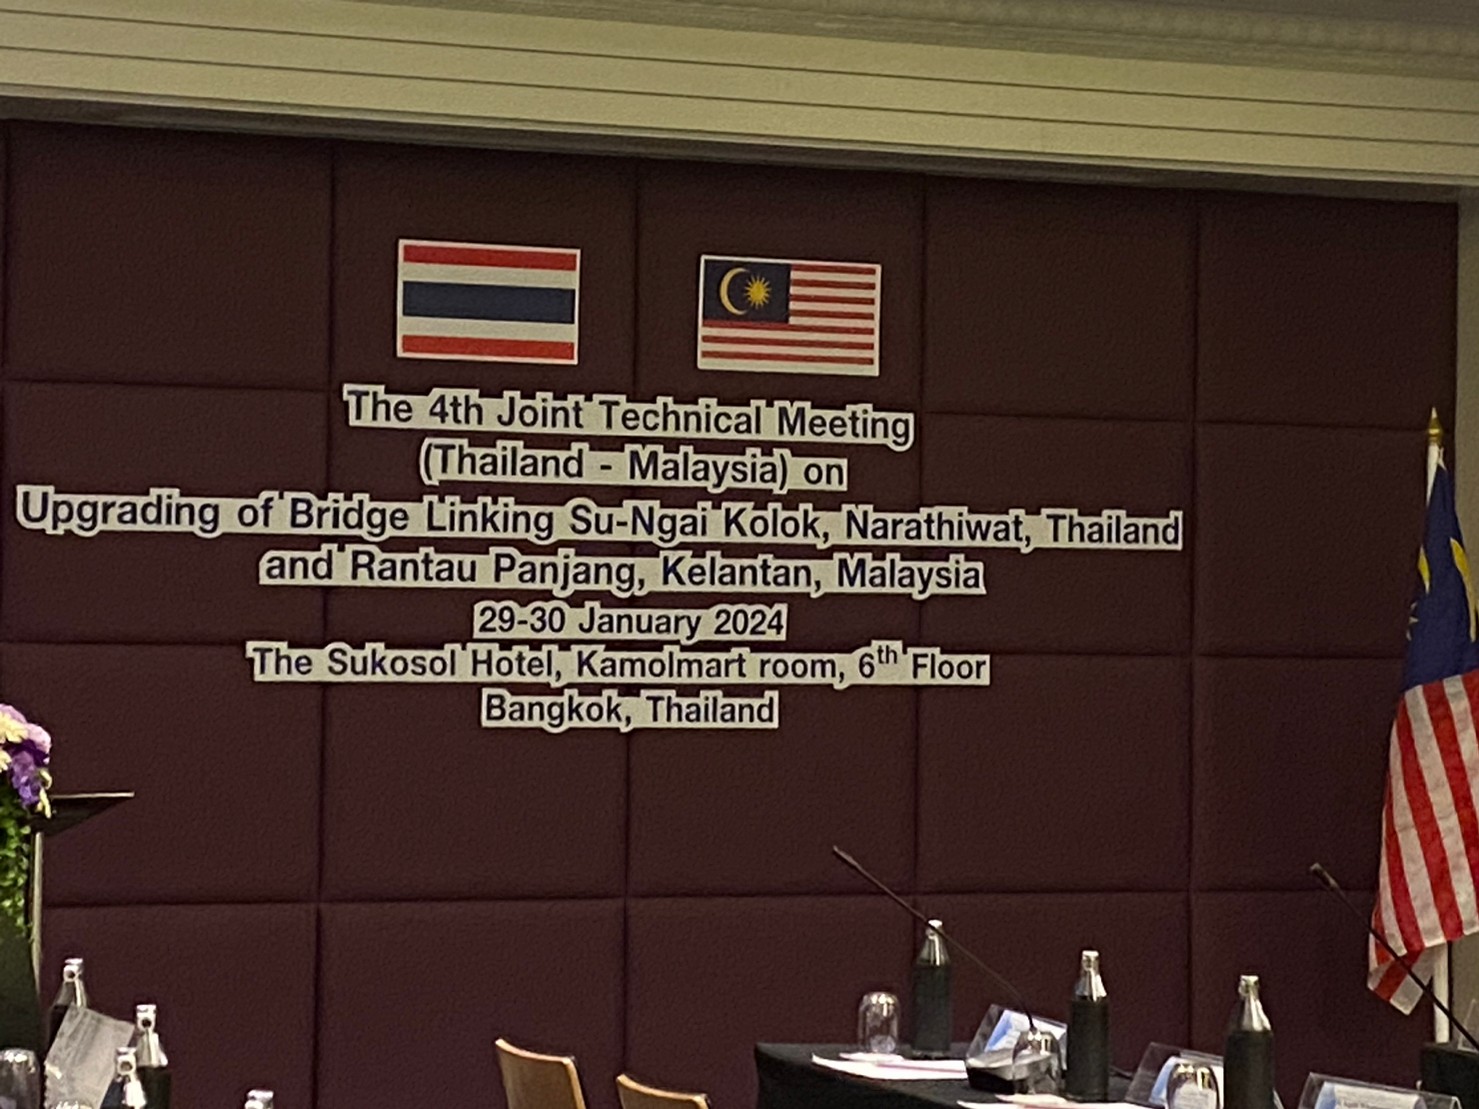 The 4th Joint Technical Meeting
(Thailand - Malaysia) on
Upgrading of Bridge Linking Su-Ngai Kolok, Narathiwat, Thailand
and Rantau Panjang, Kelantan, Malaysia
29-30 January 2024
The Sukosol Hotel, Kamolmart room, 6th Floor
Bangkok, Thailand